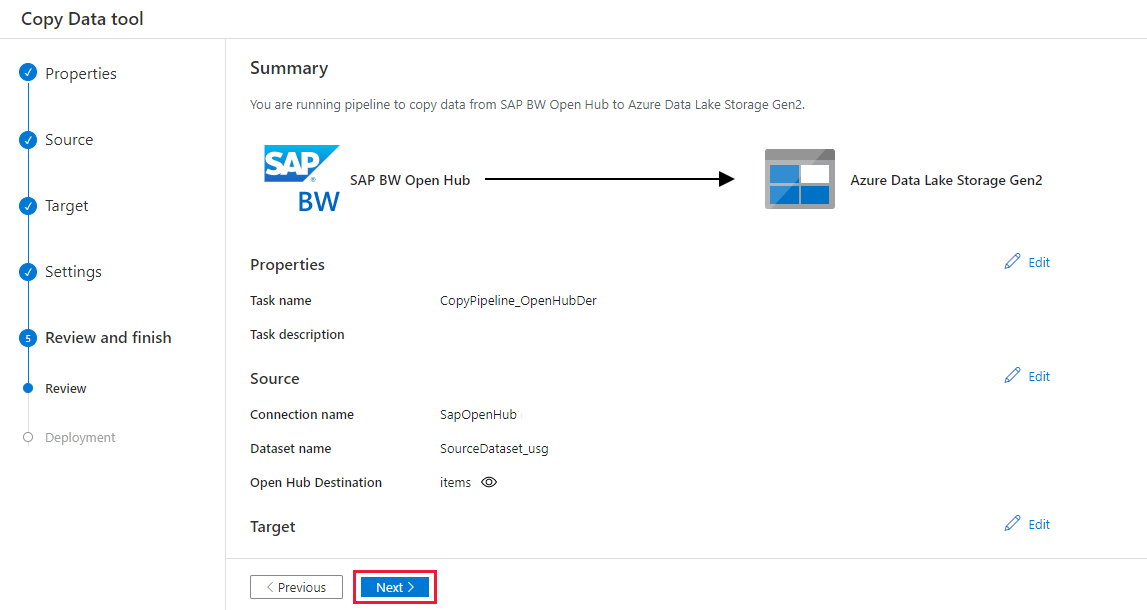 Copy Data tool
Properties
Source
Target
Settings
5 Review and finish
Review
Deployment
Summary
You are running pipeline to copy data from SAP BW Open Hub to Azure Data Lake Storage Gen2.
SAP
®
BW
SAP BW Open Hub
Azure Data Lake Storage Gen2
Properties
Edit
Task name CopyPipeline_OpenHubDer
Task description
Source
Edit
Connection name SapOpenHub
Dataset name SourceDataset_usg
Open Hub Destination items
Target
Edit
Previous
Next